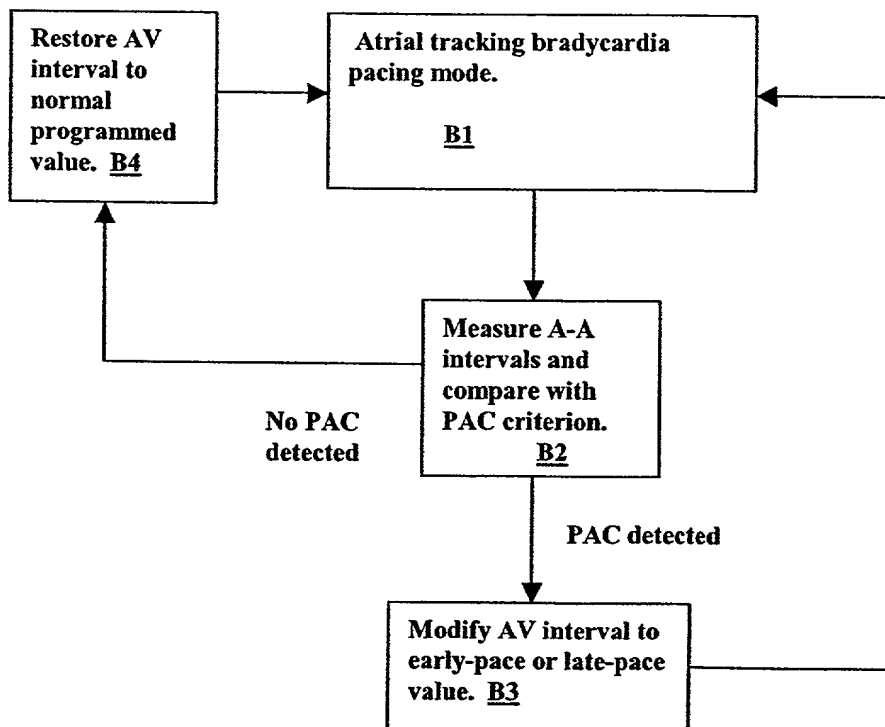 Restore AV
interval to
normal
programmed
value. B4
Atrial tracking bradycardia
pacing mode.
B1
Measure A-A
intervals and
compare with
PAC criterion.
B2
No PAC
detected
PAC detected
Modify AV interval to
early-pace or late-pace
value. B3